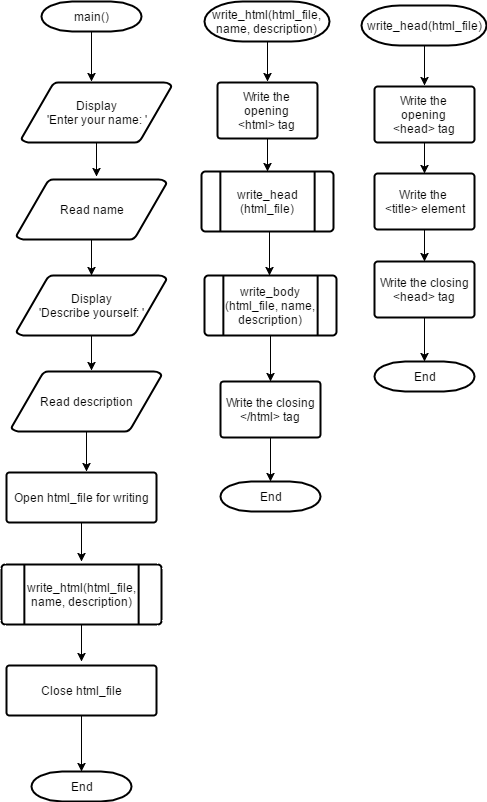 main()
Display
'Enter your name: '
Read name
Display
'Describe yourself: '
Read description
Open html_file for writing
write_html(html_file,
name, description)
Close html_file
End
write_html(html_file,
name, description)
Write the
opening
<html> tag
write_head
(html_file)
write_body
(html_file, name,
description)
Write the closing
</html> tag
End
write_head(html_file)
Write the
opening
<head> tag
Write the
<title> element
Write the closing
<head> tag
End